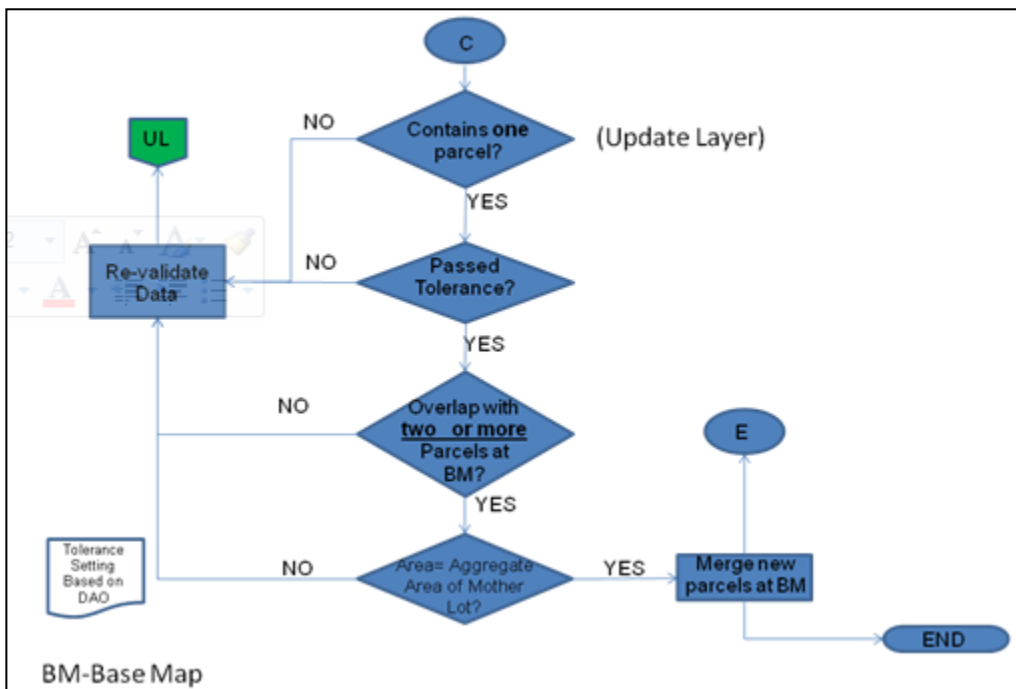 C
NO
Contains one
parcel?
(Update Layer)
UL
YES
Re-validate
Data
NO
Passed
Tolerance?
YES
NO
Overlap with
two or more
Parcels at
BM?
E
YES
Tolerance
Setting
Based on
DAO
NO
Area= Aggregate
Area of Mother
Lot?
YES
Merge new
parcels at BM
END
BM-Base Map